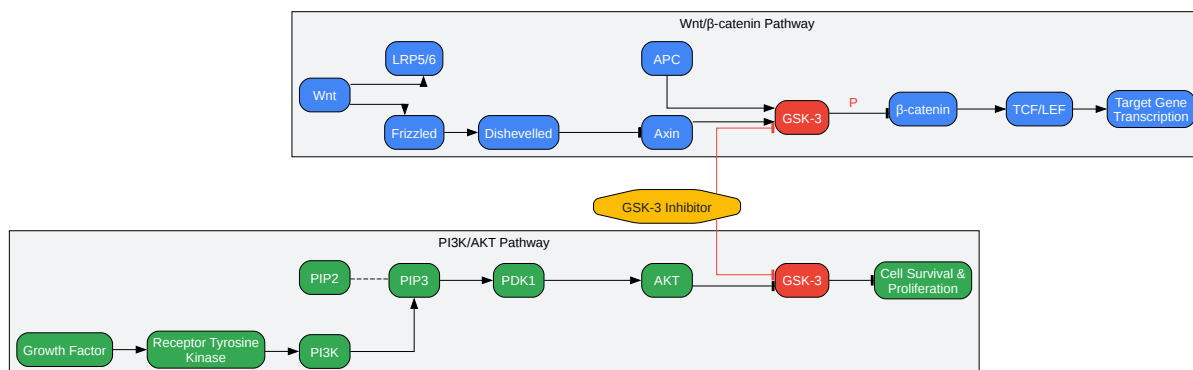 Wnt/β-catenin Pathway
LRP5/6
APC
Wnt
GSK-3
P
β-catenin
TCF/LEF
Target Gene
Transcription
Frizzled
Dishevelled
Axin
GSK-3 Inhibitor
PI3K/AKT Pathway
PIP2
PIP3
PDK1
AKT
GSK-3
Cell Survival &
Proliferation
Growth Factor
Receptor Tyrosine
Kinase
PI3K